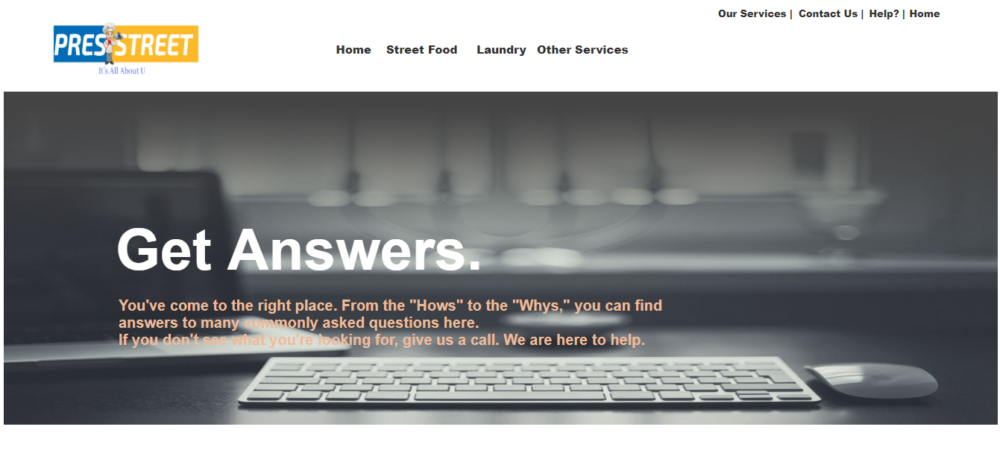 Our Services | Contact Us | Help? | Home
PRESSTREET
It's All About U
Home Street Food Laundry Other Services
Get Answers.
You've come to the right place. From the "Hows" to the "Whys," you can find
answers to many commonly asked questions here.
If you don't see what you're looking for, give us a call. We are here to help.